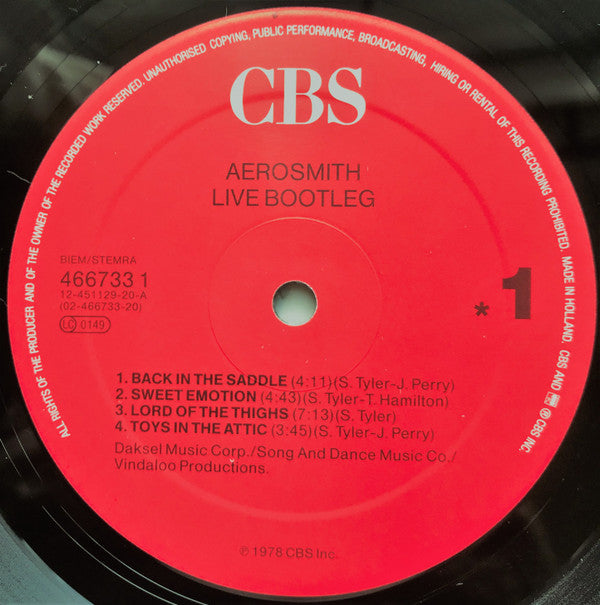 ALL RIGHTS OF THE PRODUCER AND OF THE OWNER OF THE RECORDED WORK RESERVED. UNAUTHORISED COPYING, PUBLIC PERFORMANCE, BROADCASTING, HIRING OR RENTAL OF THIS RECORDING PROHIBITED. MADE IN HOLLAND. CBS AND ℗ CBS INC.
CBS
AEROSMITH
LIVE BOOTLEG
BIEM/STEMRA
466733 1
12-451129-20-A
(02-466733-20)
LC 0149
* 1
1. BACK IN THE SADDLE (4:11)(S. Tyler-J. Perry)
2. SWEET EMOTION (4:43)(S. Tyler-T. Hamilton)
3. LORD OF THE THIGHS (7:13)(S. Tyler)
4. TOYS IN THE ATTIC (3:45)(S. Tyler-J. Perry)
Daksel Music Corp./Song And Dance Music Co./
Vindaloo Productions.
℗ 1978 CBS Inc.